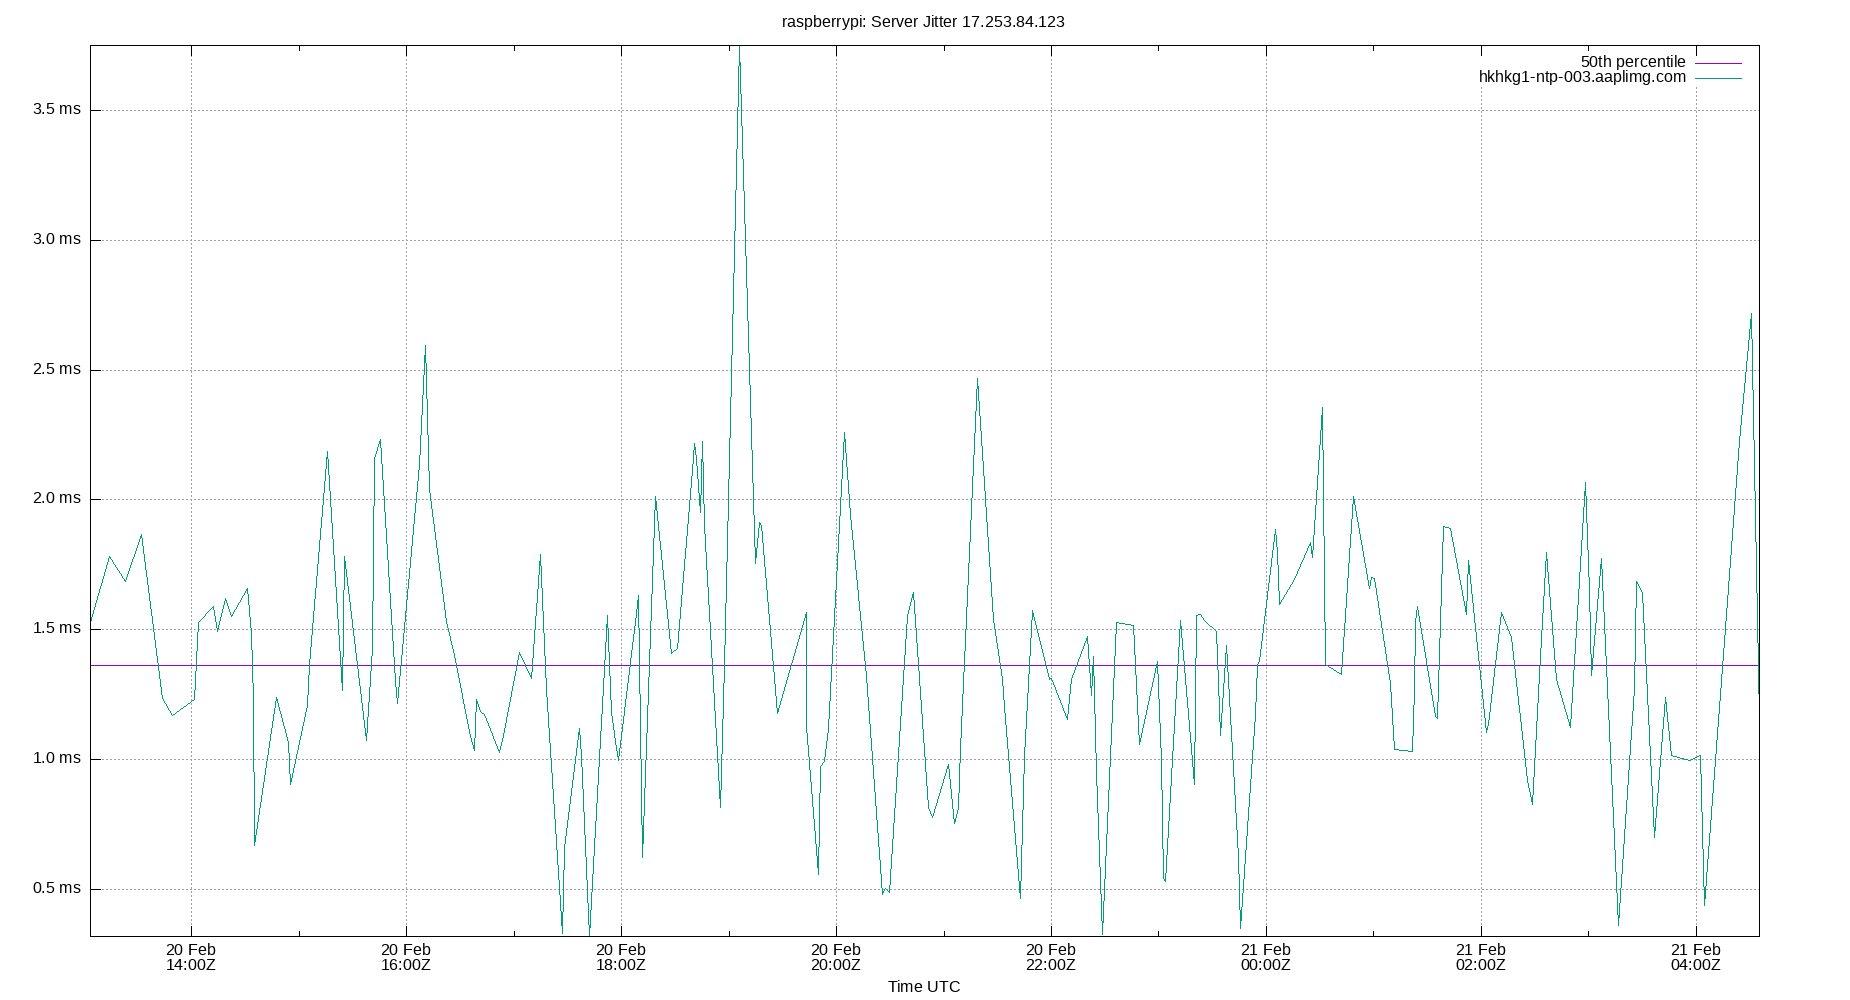 raspberrypi: Server Jitter 17.253.84.123
50th percentile
hkhkg1-ntp-003.aaplimg.com
3.5 ms
3.0 ms
2.5 ms
2.0 ms
1.5 ms
1.0 ms
0.5 ms
20 Feb 20 Feb 20 Feb 20 Feb 20 Feb 21 Feb 21 Feb 21 Feb
14:00Z 16:00Z 18:00Z 20:00Z 22:00Z 00:00Z 02:00Z 04:00Z
Time UTC